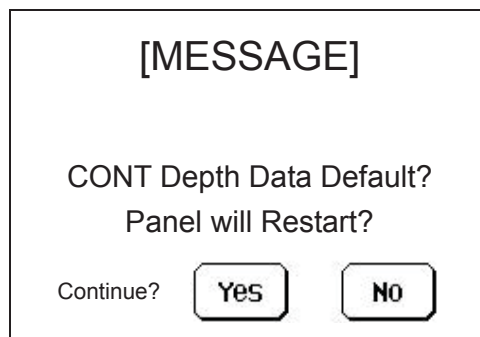 [MESSAGE]
CONT Depth Data Default?
Panel will Restart?
Continue? Yes No